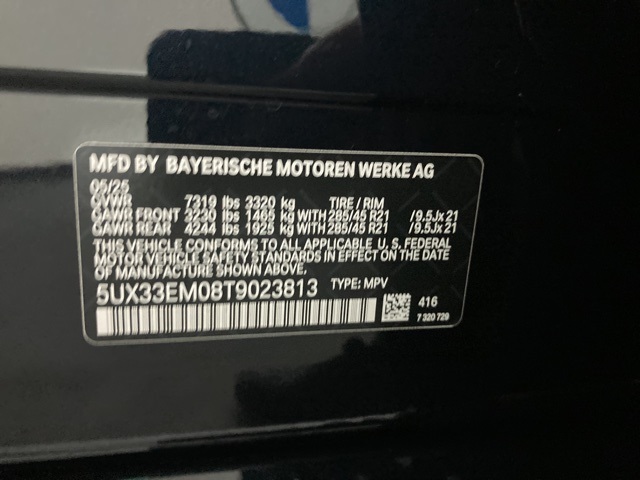 MFD BY BAYERISCHE MOTOREN WERKE AG
05/25
GVWR 7319 lbs 3320 kg TIRE / RIM
GAWR FRONT 3230 lbs 1465 kg WITH 285/45 R21 /9.5Jx 21
GAWR REAR 4244 lbs 1925 kg WITH 285/45 R21 /9.5Jx 21
THIS VEHICLE CONFORMS TO ALL APPLICABLE U. S. FEDERAL
MOTOR VEHICLE SAFETY STANDARDS IN EFFECT ON THE DATE
OF MANUFACTURE SHOWN ABOVE.
5UX33EM08T9023813 TYPE: MPV
416
7 320 729